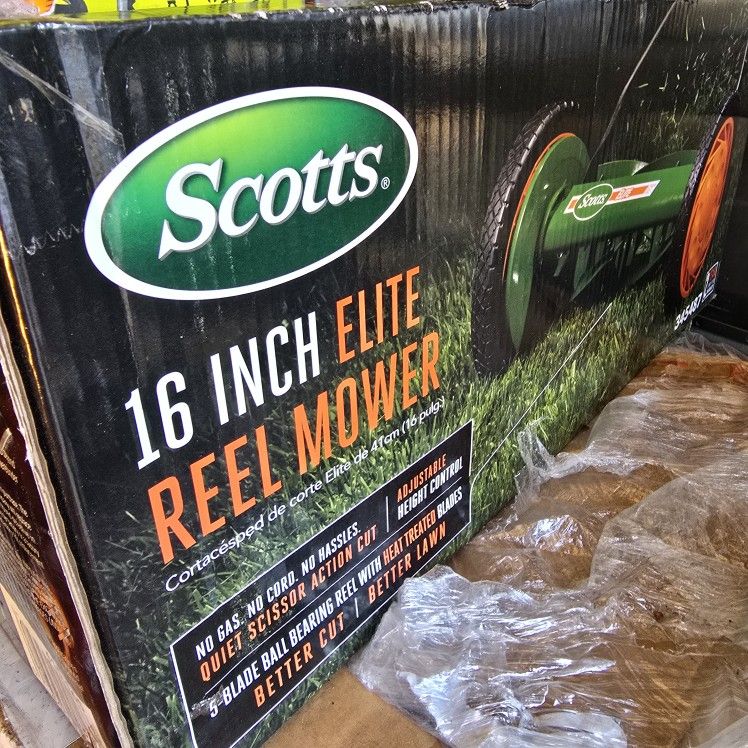 Scotts®
16 INCH ELITE
REEL MOWER
Cortacésped de corte Elite de 41cm (16 pulg.)
NO GAS. NO CORD. NO HASSLES.
QUIET SCISSOR ACTION CUT
ADJUSTABLE
HEIGHT CONTROL
5-BLADE BALL BEARING REEL WITH HEAT TREATED BLADES
BETTER CUT | BETTER LAWN
Scotts ELITE
345487